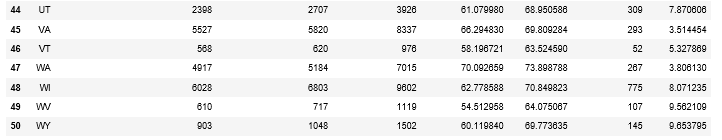 44 UT 2398 2707 3926 61.079980 68.950586 309 7.870606
45 VA 5527 5820 8337 66.294830 69.809284 293 3.514454
46 VT 568 620 976 58.196721 63.524590 52 5.327869
47 WA 4917 5184 7015 70.092659 73.898788 267 3.806130
48 WI 6028 6803 9602 62.778588 70.849823 775 8.071235
49 WV 610 717 1119 54.512958 64.075067 107 9.562109
50 WY 903 1048 1502 60.119840 69.773635 145 9.653795